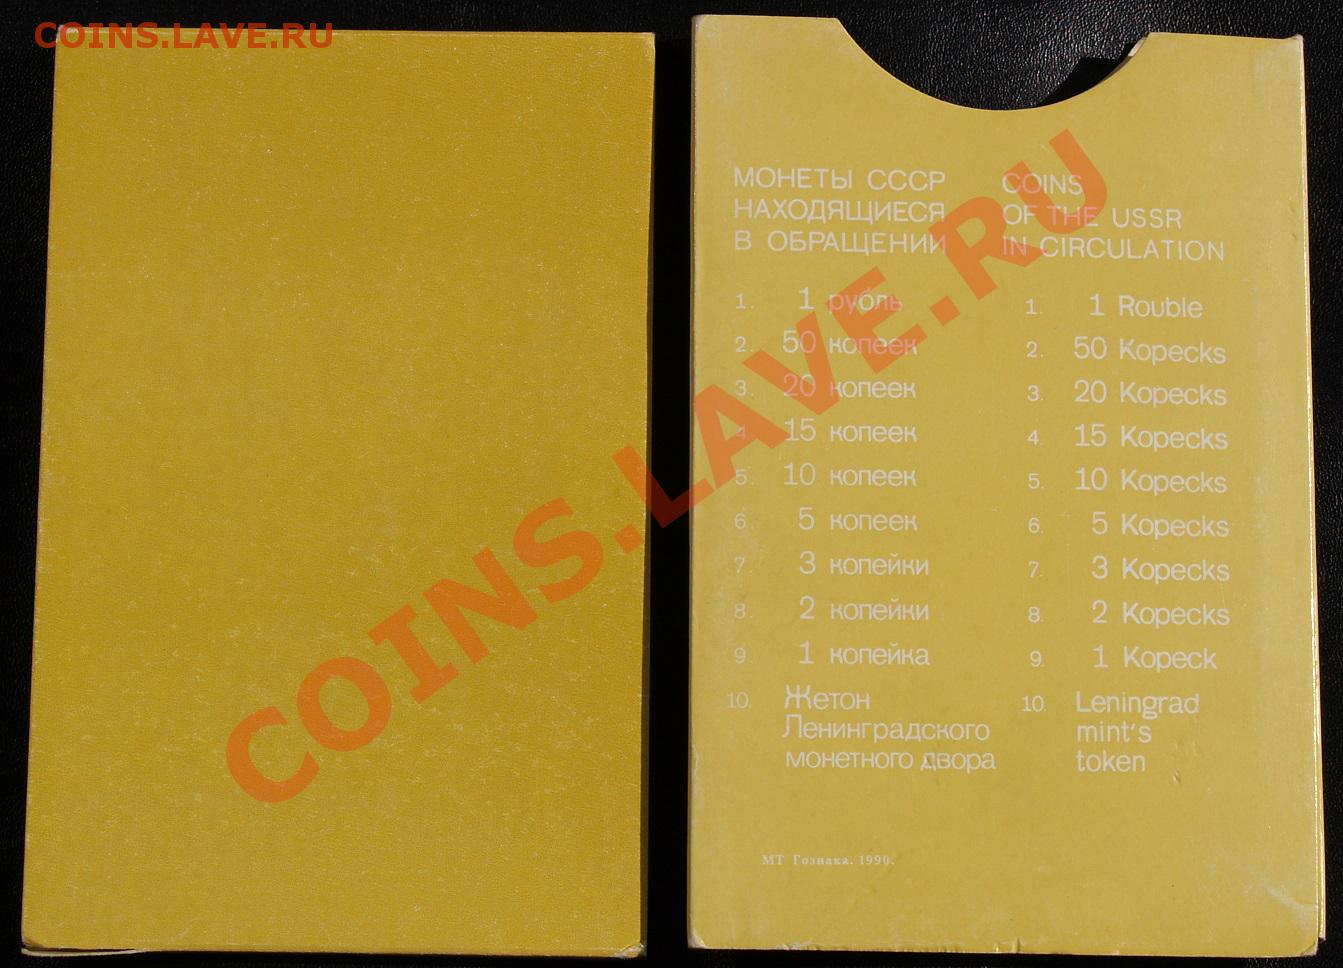 COINS.LAVE.RU
COINS.LAVE.RU
МОНЕТЫ СССР
НАХОДЯЩИЕСЯ
В ОБРАЩЕНИИ
1. 1 рубль
2. 50 копеек
3. 20 копеек
4. 15 копеек
5. 10 копеек
6. 5 копеек
7. 3 копейки
8. 2 копейки
9. 1 копейка
10. Жетон
Ленинградского
монетного двора
COINS
OF THE USSR
IN CIRCULATION
1. 1 Rouble
2. 50 Kopecks
3. 20 Kopecks
4. 15 Kopecks
5. 10 Kopecks
6. 5 Kopecks
7. 3 Kopecks
8. 2 Kopecks
9. 1 Kopeck
10. Leningrad
mint's
token
МТ Гознака. 1990.